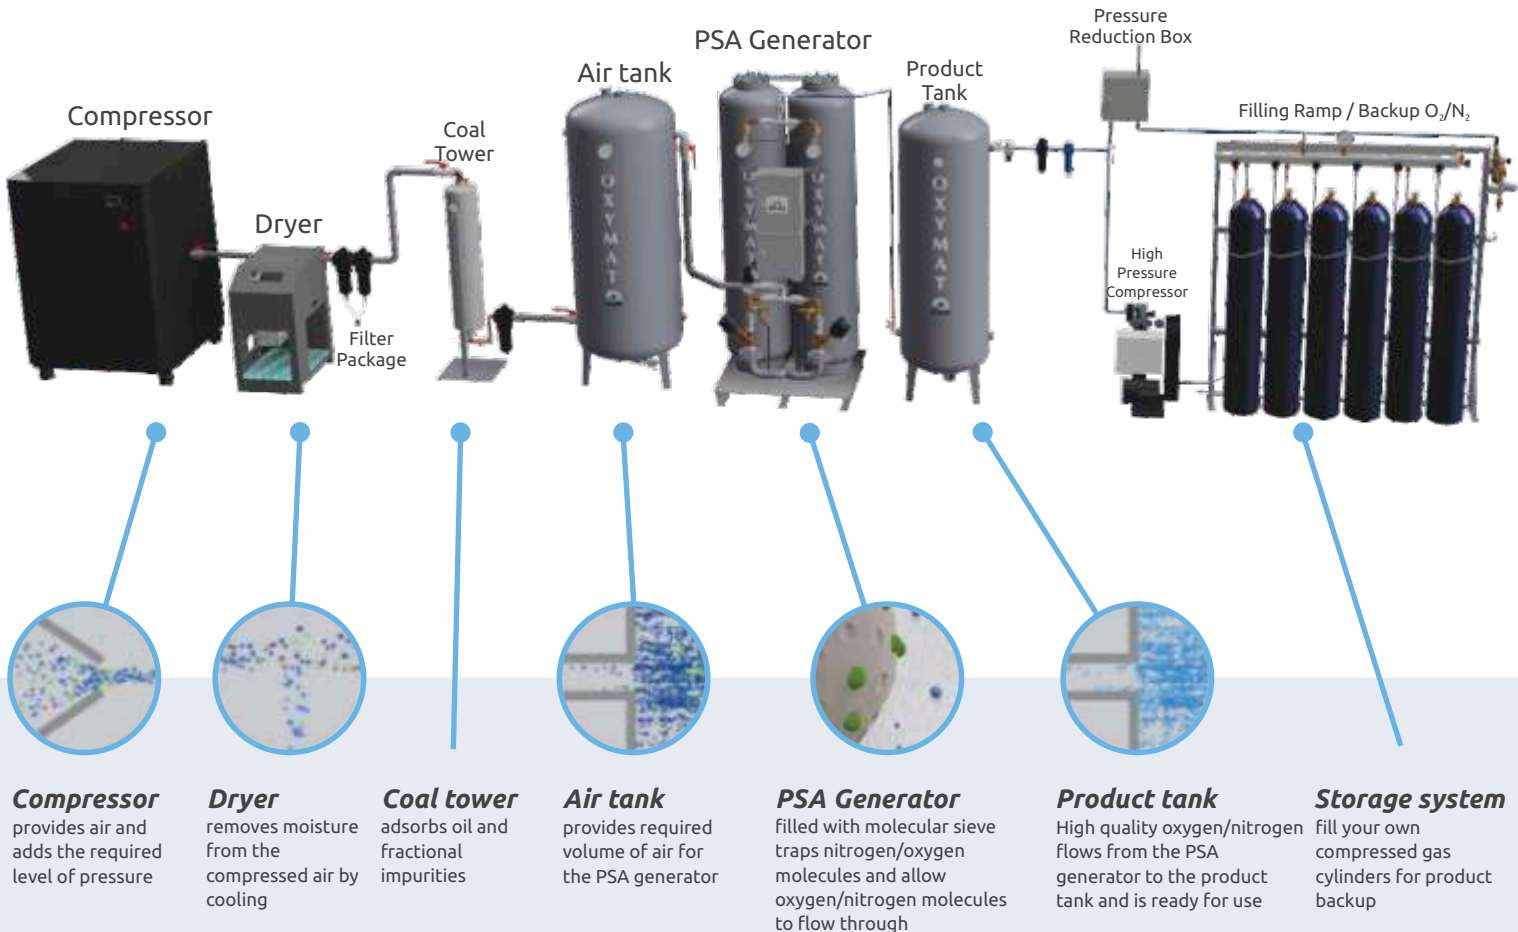 Pressure
Reduction Box
PSA Generator
Air tank
Product
Tank
Compressor
Filling Ramp / Backup O₂/N₂
Coal
Tower
Dryer
High
Pressure
Compressor
Filter
Package
OXYMAT
OXYMAT
OXYMAT
OXYMAT
Compressor
provides air and
adds the required
level of pressure
Dryer
removes moisture
from the
compressed air by
cooling
Coal tower
adsorbs oil and
fractional
impurities
Air tank
provides required
volume of air for
the PSA generator
PSA Generator
filled with molecular sieve
traps nitrogen/oxygen
molecules and allow
oxygen/nitrogen molecules
to flow through
Product tank
High quality oxygen/nitrogen
flows from the PSA
generator to the product
tank and is ready for use
Storage system
fill your own
compressed gas
cylinders for product
backup